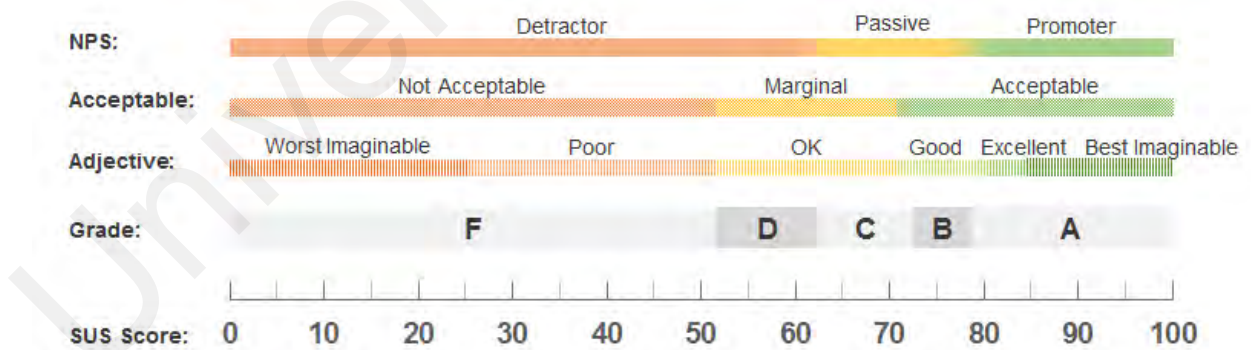 NPS: Detractor Passive Promoter
Acceptable: Not Acceptable Marginal Acceptable
Adjective: Worst Imaginable Poor OK Good Excellent Best Imaginable
Grade: F D C B A
SUS Score: 0 10 20 30 40 50 60 70 80 90 100
Univer